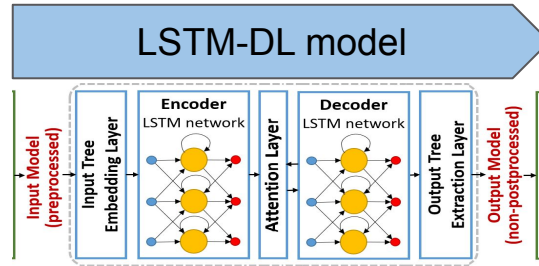 LSTM-DL model
Input Model
(preprocessed)
Input Tree
Embedding Layer
Encoder
LSTM network
Attention Layer
Decoder
LSTM network
Output Tree
Extraction Layer
Output Model
(non-postprocessed)